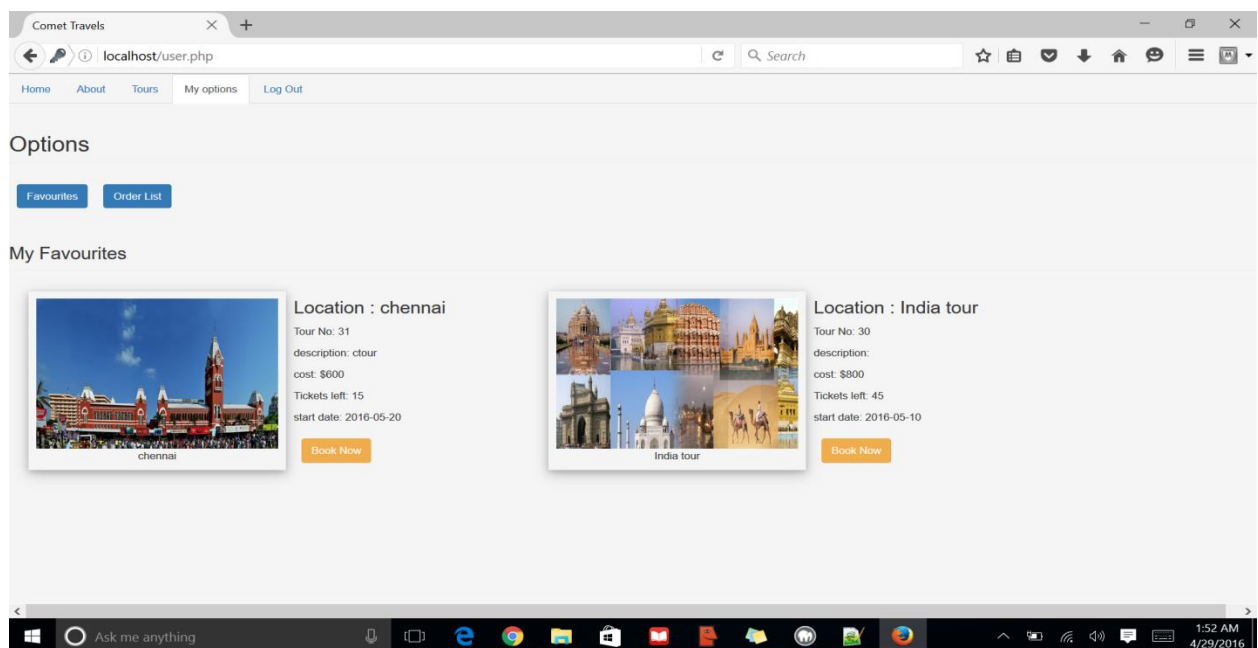 Comet Travels
localhost/user.php
Search
Home About Tours My options Log Out
Options
Favourites Order List
My Favourites
chennai
Location : chennai
Tour No: 31
description: ctour
cost: $600
Tickets left: 15
start date: 2016-05-20
Book Now
India tour
Location : India tour
Tour No: 30
description:
cost: $800
Tickets left: 45
start date: 2016-05-10
Book Now
Ask me anything
1:52 AM
4/29/2016